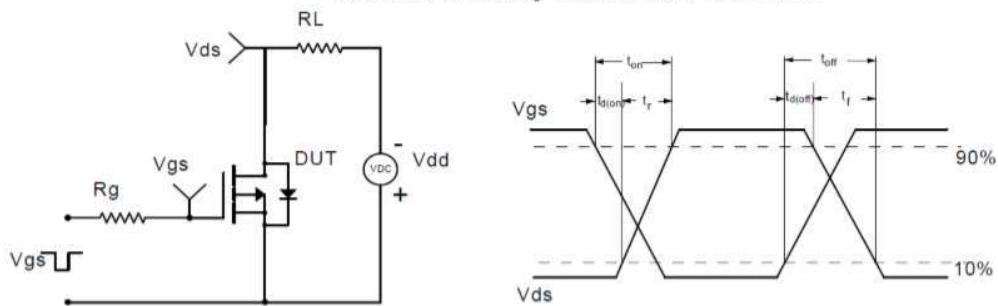 RL
Vds
Vgs
DUT
VDC
-
+
Vdd
Rg
Vgs
ton
toff
td(on)
tr
td(off)
tf
Vgs
90%
10%
Vds